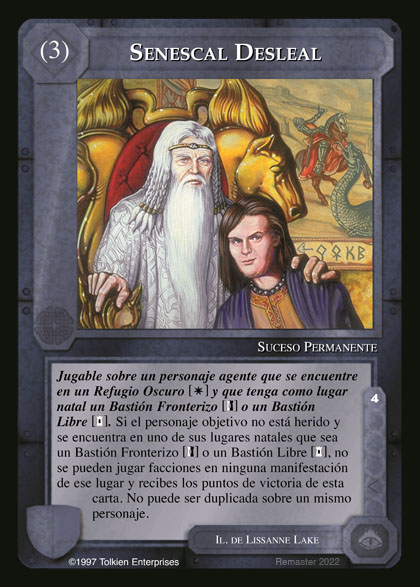 (3)
Senescal Desleal
Suceso Permanente
Jugable sobre un personaje agente que se encuentre
en un Refugio Oscuro [✶] y que tenga como lugar
natal un Bastión Fronterizo [] o un Bastión
Libre []. Si el personaje objetivo no está herido y
se encuentra en uno de sus lugares natales que sea
un Bastión Fronterizo [] o un Bastión Libre [], no
se pueden jugar facciones en ninguna manifestación
de ese lugar y recibes los puntos de victoria de esta
carta. No puede ser duplicada sobre un mismo
personaje.
4
Il. de Lissanne Lake
©1997 Tolkien Enterprises
Remaster 2022